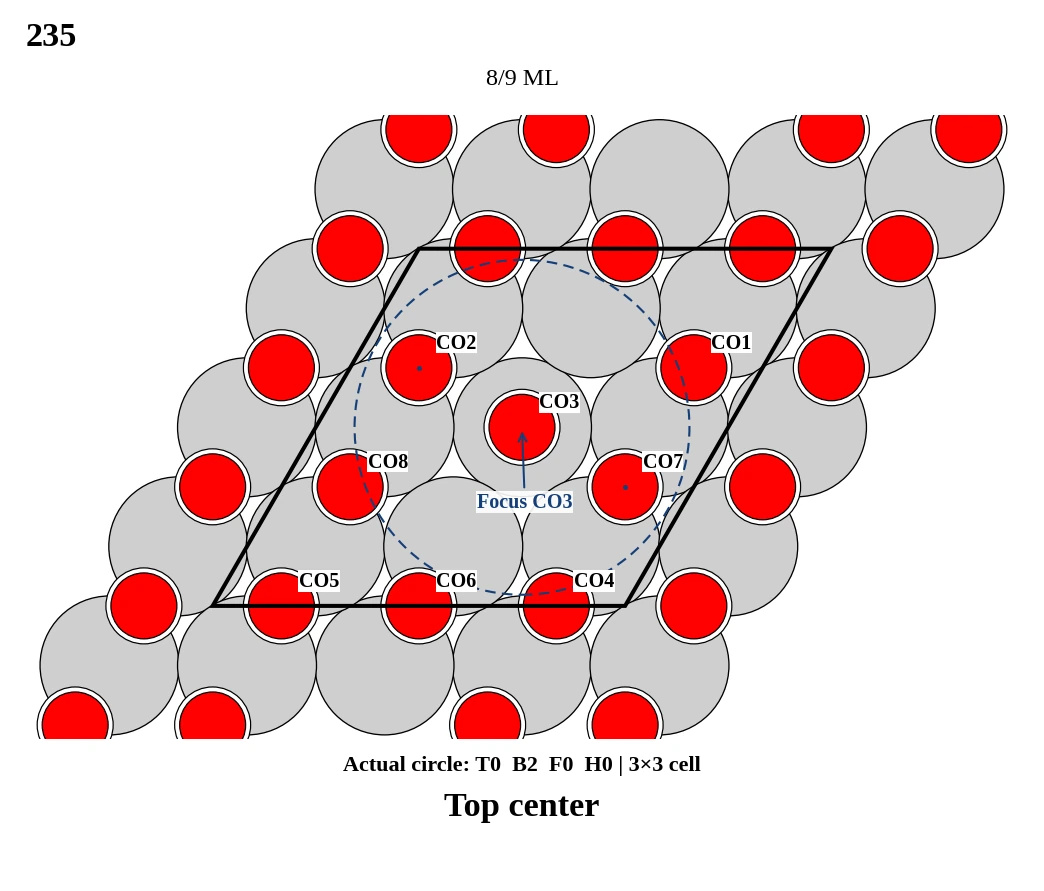 235
8/9 ML
CO2
CO1
CO3
CO8
CO7
Focus CO3
CO5
CO6
CO4
Actual circle: T0  B2  F0  H0 | 3×3 cell
Top center